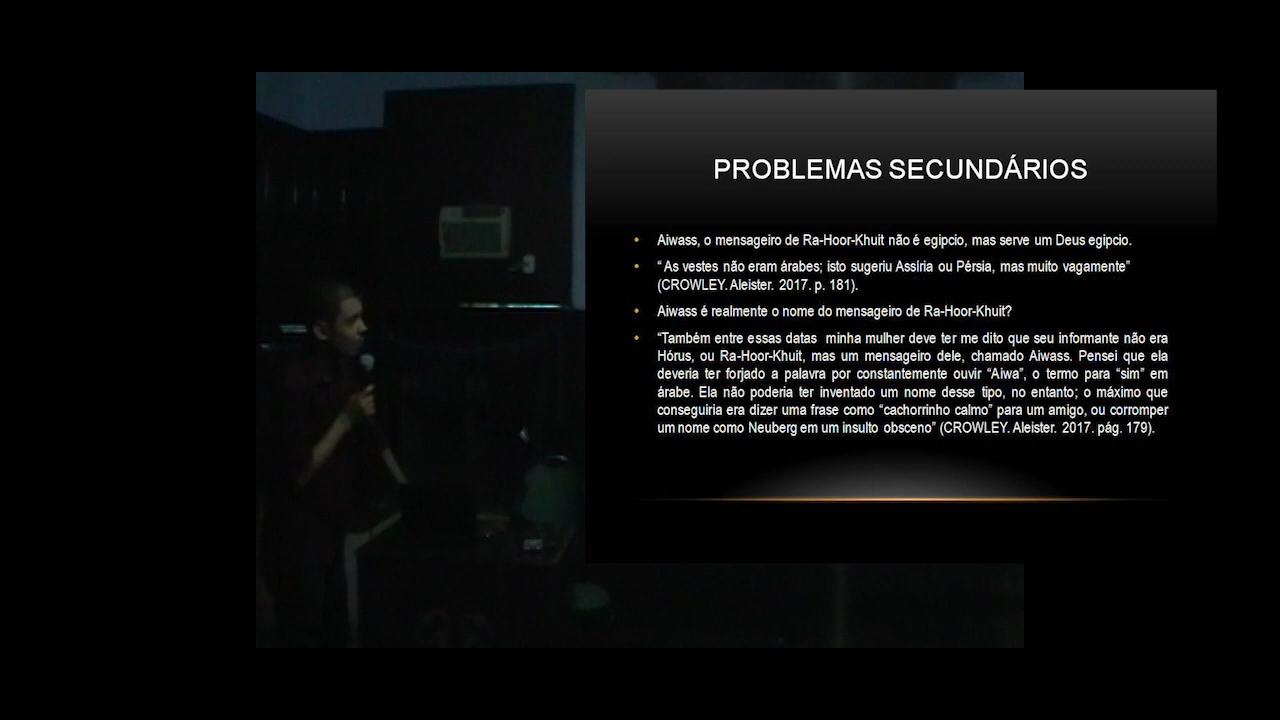 PROBLEMAS SECUNDÁRIOS
• Aiwass, o mensageiro de Ra-Hoor-Khuit não é egipcio, mas serve um Deus egipcio.
• “ As vestes não eram árabes; isto sugeriu Assíria ou Pérsia, mas muito vagamente”
(CROWLEY. Aleister. 2017. p. 181).
• Aiwass é realmente o nome do mensageiro de Ra-Hoor-Khuit?
• “Também entre essas datas minha mulher deve ter me dito que seu informante não era
Hórus, ou Ra-Hoor-Khuit, mas um mensageiro dele, chamado Aiwass. Pensei que ela
deveria ter forjado a palavra por constantemente ouvir “Aiwa”, o termo para “sim” em
árabe. Ela não poderia ter inventado um nome desse tipo, no entanto; o máximo que
conseguiria era dizer uma frase como “cachorrinho calmo” para um amigo, ou corromper
um nome como Neuberg em um insulto obsceno” (CROWLEY. Aleister. 2017. pág. 179).